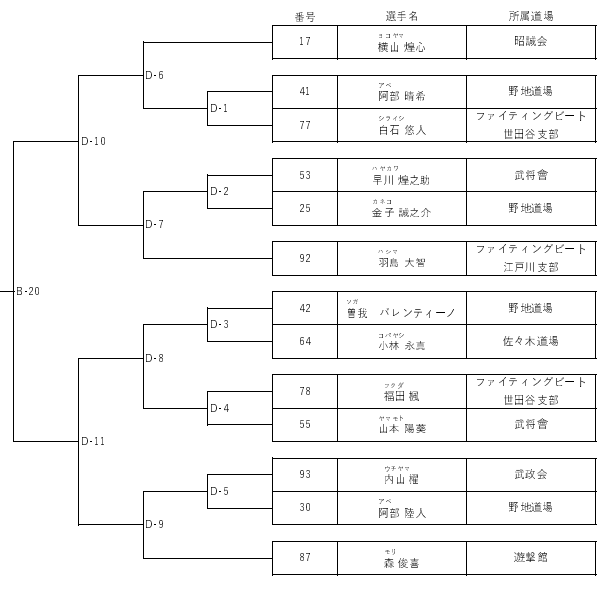 番号 選手名 所属道場
ヨコヤマ
17 横山 煌心 昭誠会
D-6
アベ
41 阿部 晴希 野地道場
D-1
シライシ ファイティングビート
77 白石 悠人 世田谷支部
D-10
ハヤカワ
53 早川 煌之助 武将會
D-2
カネコ
25 金子 誠之介 野地道場
D-7
ハシマ ファイティングビート
92 羽島 大智 江戸川支部
B-20
ソガ
42 曽我 バレンティーノ 野地道場
D-3
コバヤシ
64 小林 永真 佐々木道場
D-8
フクダ ファイティングビート
78 福田 楓 世田谷支部
D-4
ヤマモト
55 山本 陽葵 武将會
D-11
ウチヤマ
93 内山 櫂 武政会
D-5
アベ
30 阿部 陸人 野地道場
D-9
モリ
87 森 俊喜 遊撃館